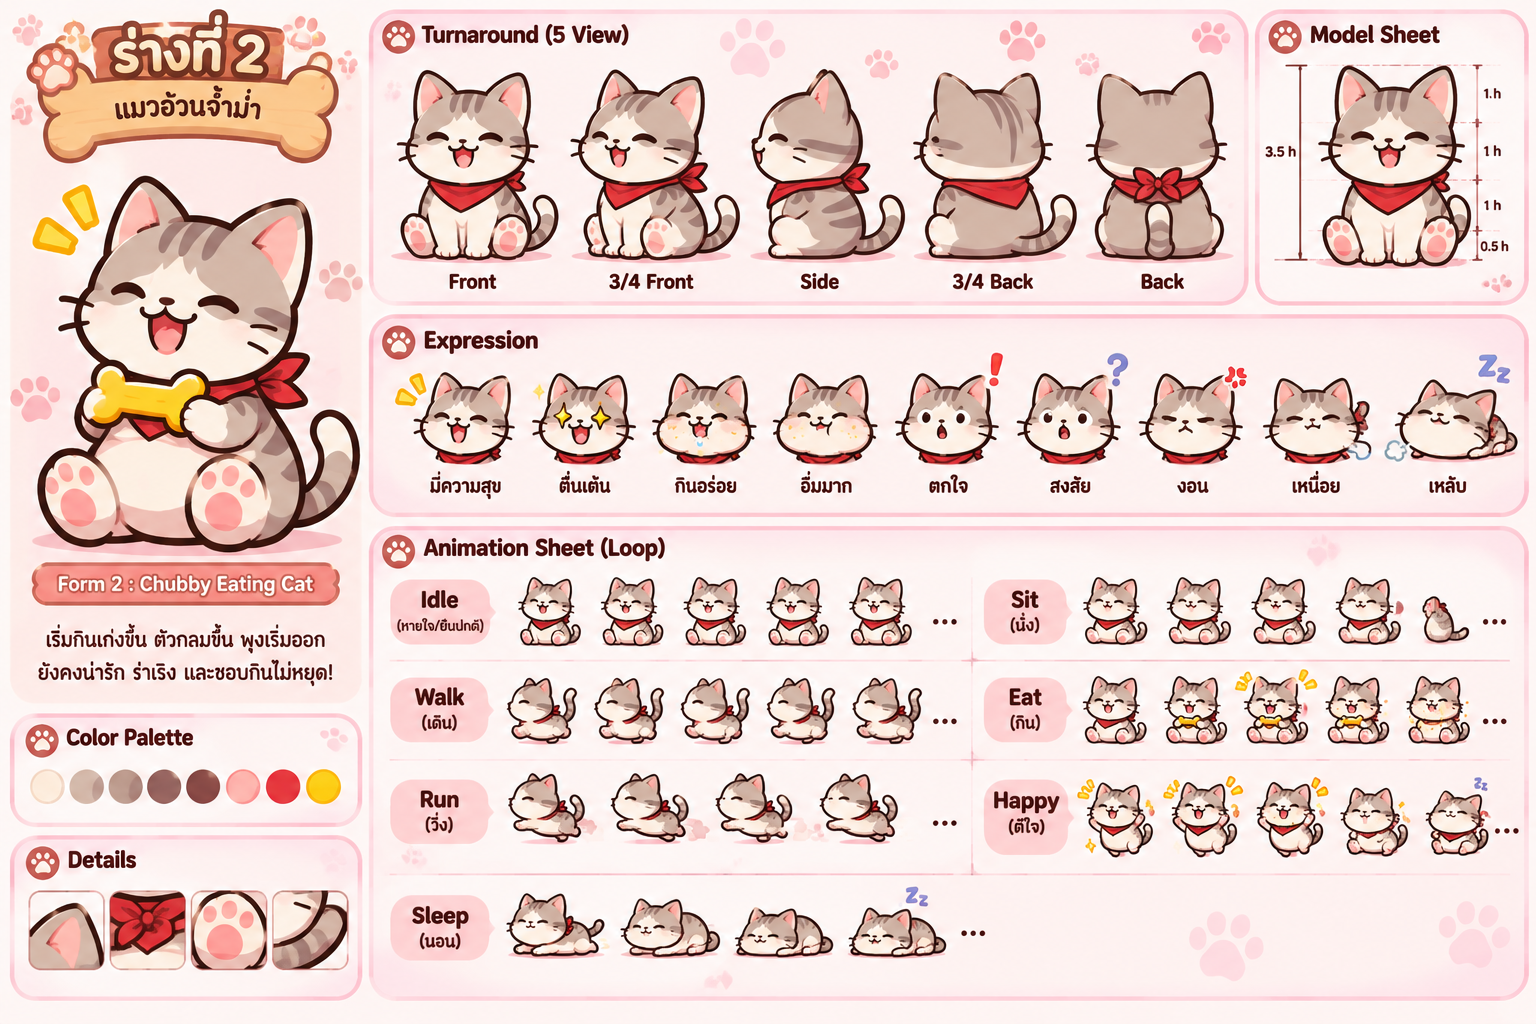 ร่างที่ 2
แมวอ้วนจ้ำม่ำ
Form 2 : Chubby Eating Cat
เริ่มกินเก่งขึ้น ตัวกลมขึ้น พุงเริ่มออก
ยังคงน่ารัก ร่าเริง และชอบกินไม่หยุด!
Color Palette
Details
Turnaround (5 View)
Front
3/4 Front
Side
3/4 Back
Back
Model Sheet
3.5 h
1.h
1 h
1 h
0.5 h
Expression
!
?
Zz
มี่ความสุข
ตื่นเต้น
กินอร่อย
อื่มมาก
ตกใจ
สงสัย
งอน
เหนื่อย
เหลับ
Animation Sheet (Loop)
Idle
(หายใจ/ยืนปกติ)
...
Sit
(นั่ง)
...
Walk
(เดิน)
...
Eat
(กิน)
...
Run
(วิ่ง)
...
Happy
(ดีใจ)
zz
...
Sleep
(นอน)
Zz
...